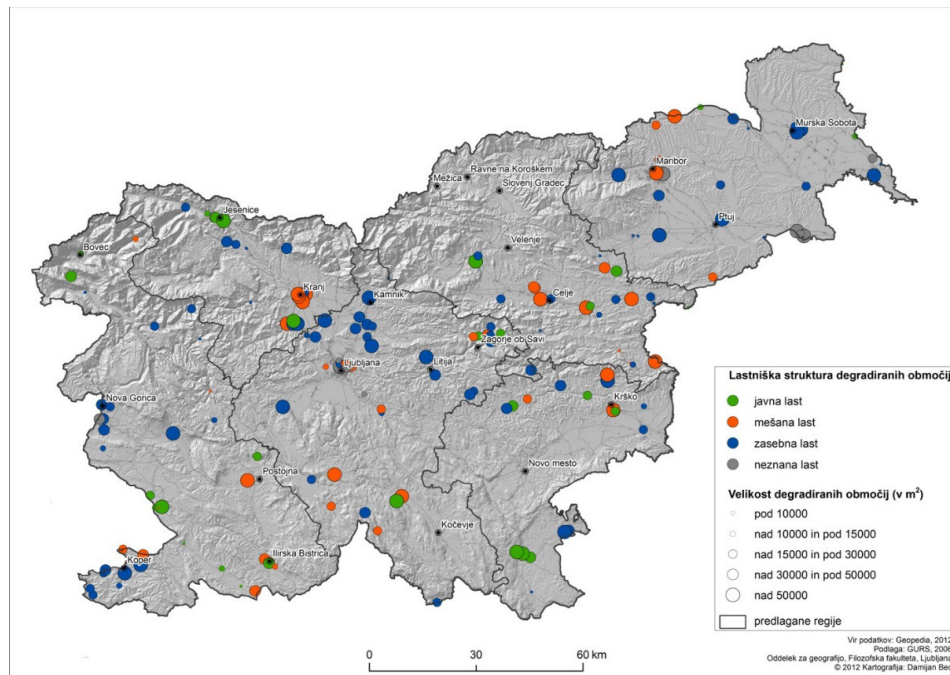 Murska Sobota
Maribor
Ravne na Koroškem
Mežica
Slovenj Gradec
Ptuj
Jesenice
Velenje
Bovec
Kranj
Kamnik
Celje
Zagorje ob Savi
Ljubljana
Litija
Nova Gorica
Krško
Postojna
Novo mesto
Kočevje
Ilirska Bistrica
Koper
0 30 60 km
Lastniška struktura degradiranih območij
javna last
mešana last
zasebna last
neznana last
Velikost degradiranih območij (v m²)
pod 10000
nad 10000 in pod 15000
nad 15000 in pod 30000
nad 30000 in pod 50000
nad 50000
predlagane regije
Vir podatkov: Geopedia, 2012
Podlaga: GURS, 2006
Oddelek za geografijo, Filozofska fakulteta, Ljubljana
© 2012 Kartografija: Damijan Bec